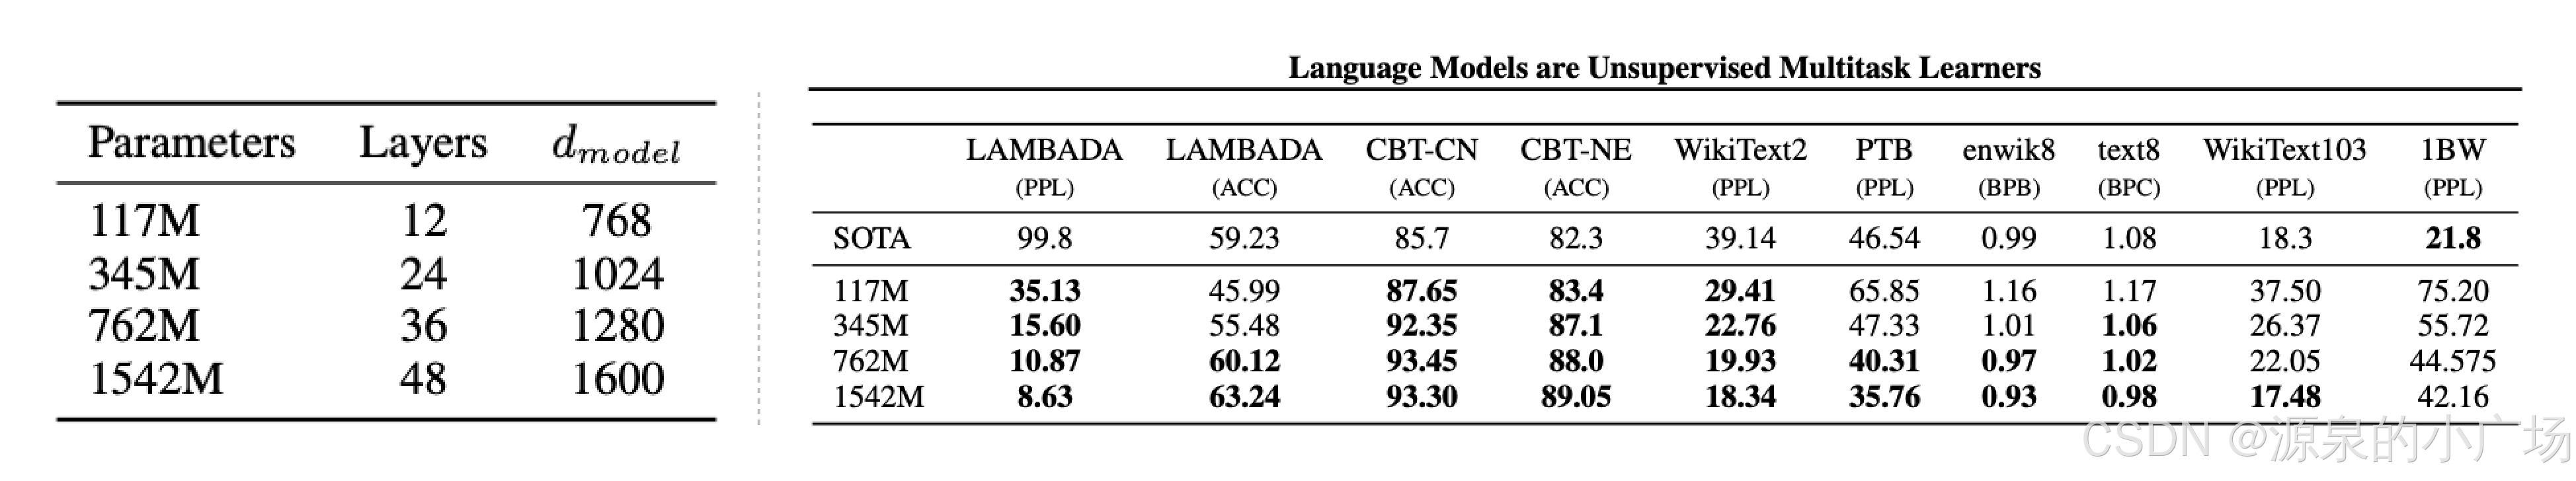 Parameters Layers d_model
117M 12 768
345M 24 1024
762M 36 1280
1542M 48 1600
Language Models are Unsupervised Multitask Learners
LAMBADA LAMBADA CBT-CN CBT-NE WikiText2 PTB enwik8 text8 WikiText103 1BW
(PPL) (ACC) (ACC) (ACC) (PPL) (PPL) (BPB) (BPC) (PPL) (PPL)
SOTA 99.8 59.23 85.7 82.3 39.14 46.54 0.99 1.08 18.3 21.8
117M 35.13 45.99 87.65 83.4 29.41 65.85 1.16 1.17 37.50 75.20
345M 15.60 55.48 92.35 87.1 22.76 47.33 1.01 1.06 26.37 55.72
762M 10.87 60.12 93.45 88.0 19.93 40.31 0.97 1.02 22.05 44.575
1542M 8.63 63.24 93.30 89.05 18.34 35.76 0.93 0.98 17.48 42.16
CSDN @源泉的小广场